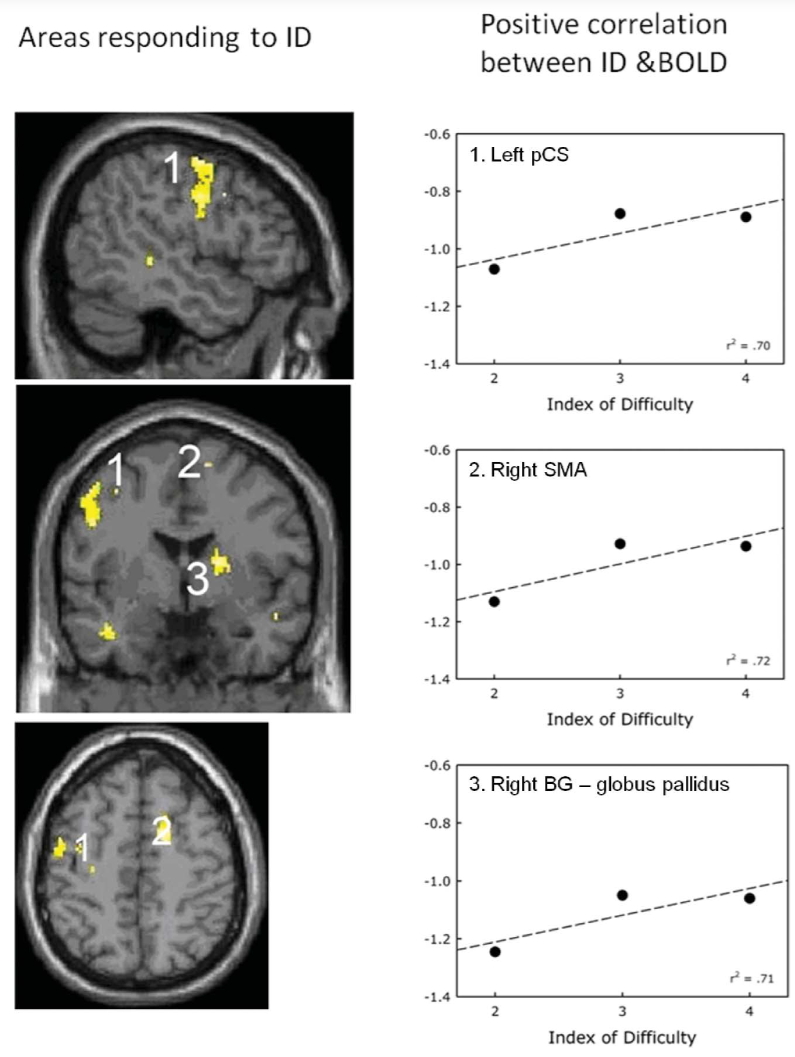 Areas responding to ID
Positive correlation
between ID &BOLD
1
1
2
3
1
2
-0.6
-0.8
-1.0
-1.2
-1.4
1. Left pCS
r² = .70
2 3 4
Index of Difficulty
-0.6
-0.8
-1.0
-1.2
-1.4
2. Right SMA
r² = .72
2 3 4
Index of Difficulty
-0.6
-0.8
-1.0
-1.2
-1.4
3. Right BG – globus pallidus
r² = .71
2 3 4
Index of Difficulty